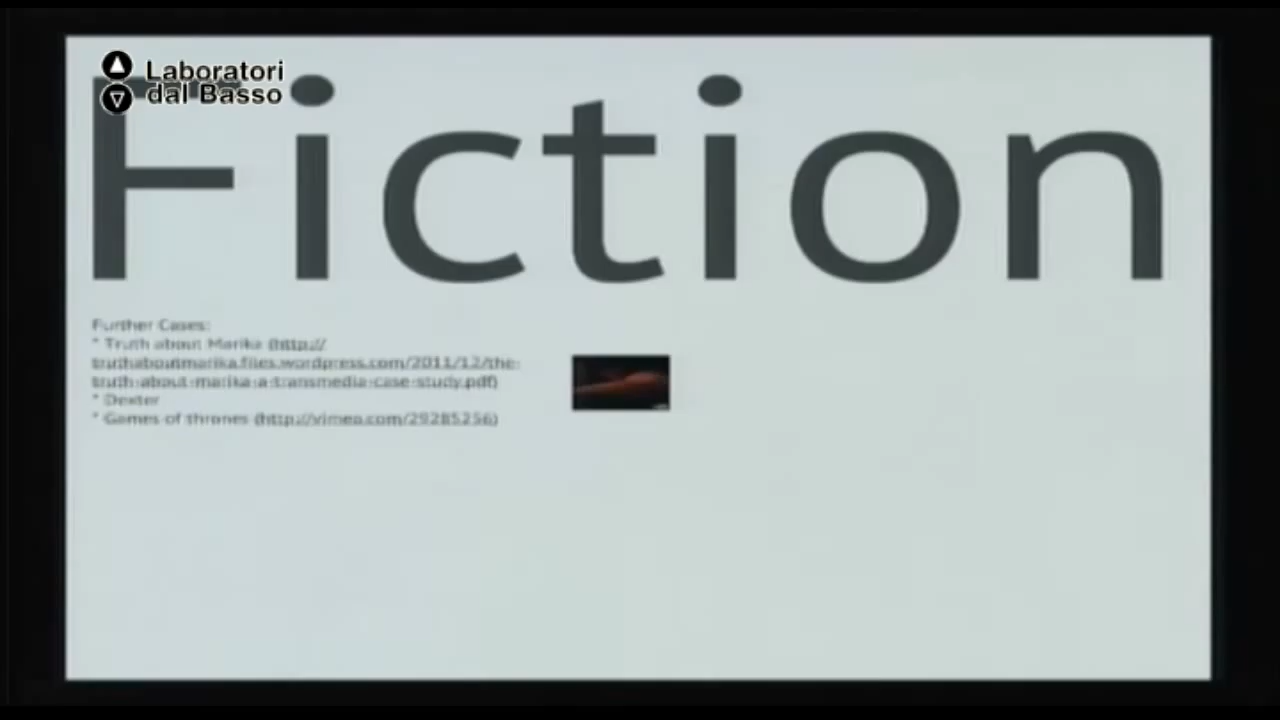 Laboratori
dal Basso
Fiction
Further Cases:
* Truth about Marika (http://
truthaboutmarika.files.wordpress.com/2011/12/the-
truth-about-marika-a-transmedia-case-study.pdf)
* Dexter
* Games of thrones (http://vimeo.com/29285256)